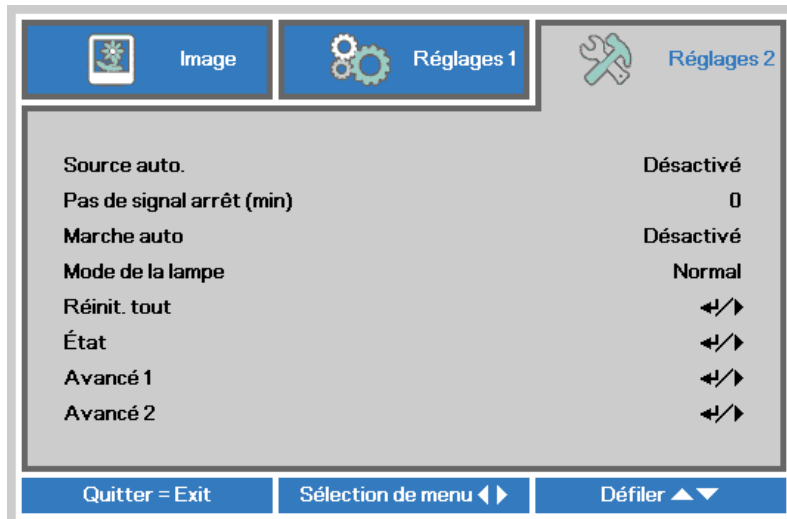 Image Réglages 1 Réglages 2
Source auto. Désactivé
Pas de signal arrêt (min) 0
Marche auto Désactivé
Mode de la lampe Normal
Réinit. tout
État
Avancé 1
Avancé 2
Quitter = Exit Sélection de menu Défiler